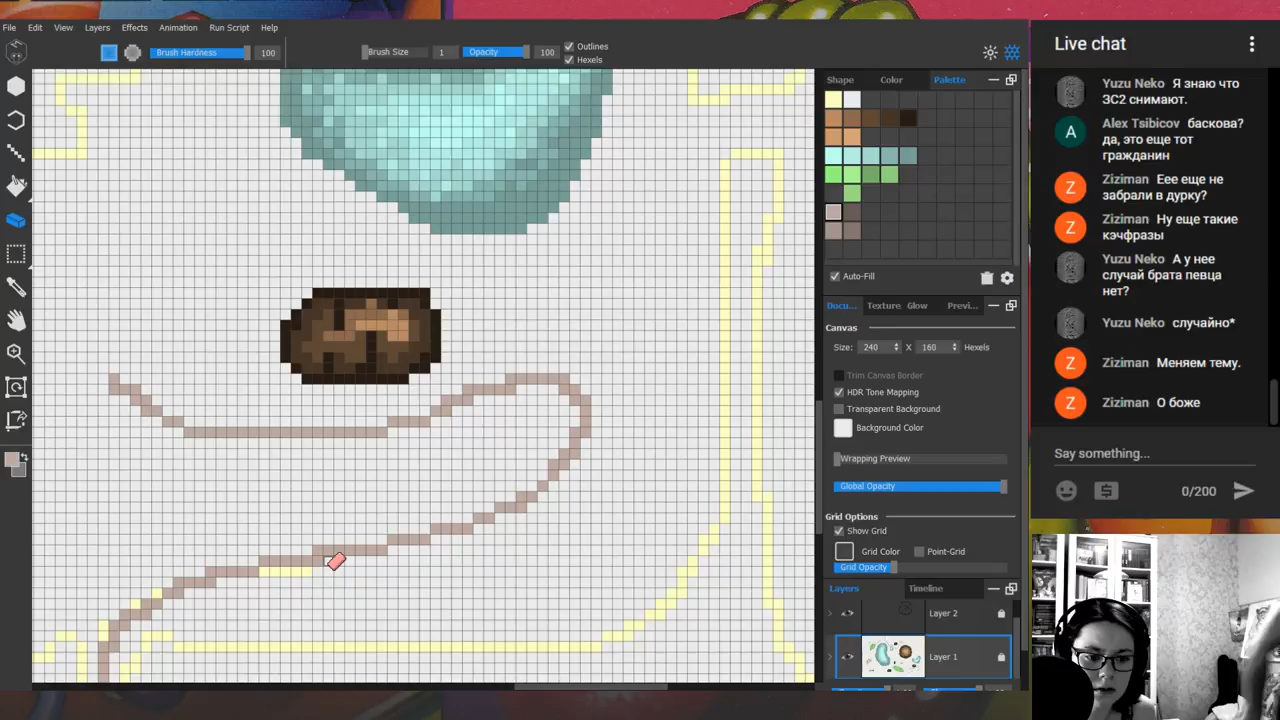 File Edit View Layers Effects Animation Run Script Help
Brush Hardness 100 Brush Size 1 Opacity 100 Outlines
Hexels
Shape Color Palette
Auto-Fill
Docu... Texture Glow Previ...
Canvas
Size: 240 X 160 Hexels
Trim Canvas Border
HDR Tone Mapping
Transparent Background
Background Color
Wrapping Preview
Global Opacity
Grid Options
Show Grid
Grid Color Point-Grid
Grid Opacity
Layers Timeline
Layer 2
Layer 1
Live chat
Yuzu Neko Я знаю что
ЗС2 снимают.
A Alex Tsibicov баскова?
да, это еще тот
гражданин
Z Ziziman Еее еще не
забрали в дурку?
Z Ziziman Ну еще такие
кэчфразы
Yuzu Neko А у нее
случай брата певца
нет?
Yuzu Neko случайно*
Z Ziziman Меняем тему.
Z Ziziman О боже
Say something...
0/200